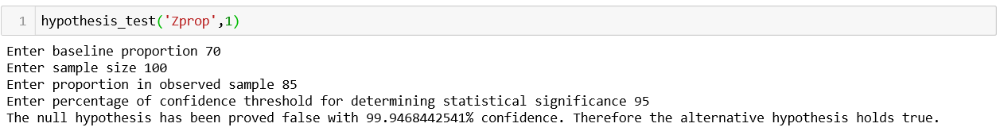 1 hypothesis_test('Zprop',1)
Enter baseline proportion 70
Enter sample size 100
Enter proportion in observed sample 85
Enter percentage of confidence threshold for determining statistical significance 95
The null hypothesis has been proved false with 99.9468442541% confidence. Therefore the alternative hypothesis holds true.